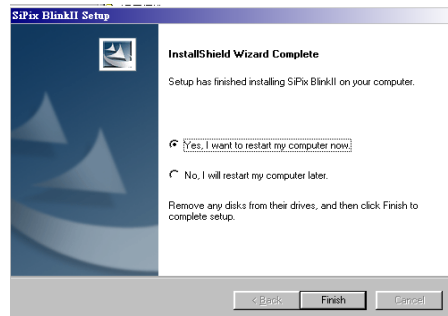 SiPix BlinkII Setup
InstallShield Wizard Complete
Setup has finished installing SiPix BlinkII on your computer.
Yes, I want to restart my computer now.
No, I will restart my computer later.
Remove any disks from their drives, and then click Finish to
complete setup.
< Back
Finish
Cancel